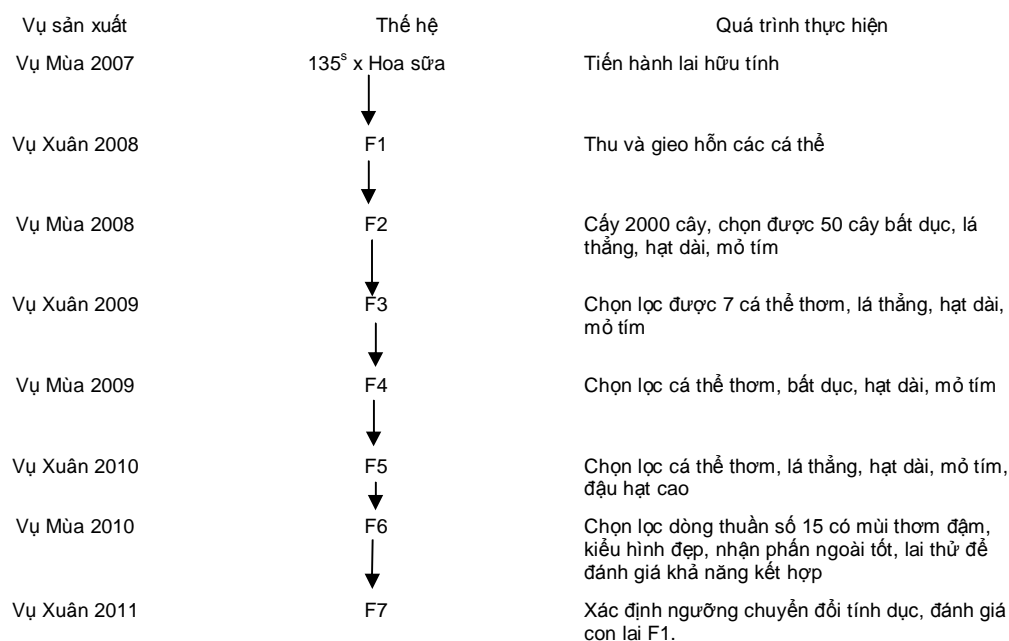 Vụ sản xuất Thế hệ Quá trình thực hiện
Vụ Mùa 2007 135s x Hoa sữa Tiến hành lai hữu tính
Vụ Xuân 2008 F1 Thu và gieo hỗn các cá thể
Vụ Mùa 2008 F2 Cấy 2000 cây, chọn được 50 cây bất dục, lá
thẳng, hạt dài, mỏ tím
Vụ Xuân 2009 F3 Chọn lọc được 7 cá thể thơm, lá thẳng, hạt dài,
mỏ tím
Vụ Mùa 2009 F4 Chọn lọc cá thể thơm, bất dục, hạt dài, mỏ tím
Vụ Xuân 2010 F5 Chọn lọc cá thể thơm, lá thẳng, hạt dài, mỏ tím,
đậu hạt cao
Vụ Mùa 2010 F6 Chọn lọc dòng thuần số 15 có mùi thơm đậm,
kiểu hình đẹp, nhận phấn ngoài tốt, lai thử để
đánh giá khả năng kết hợp
Vụ Xuân 2011 F7 Xác định ngưỡng chuyển đổi tính dục, đánh giá
con lai F1.